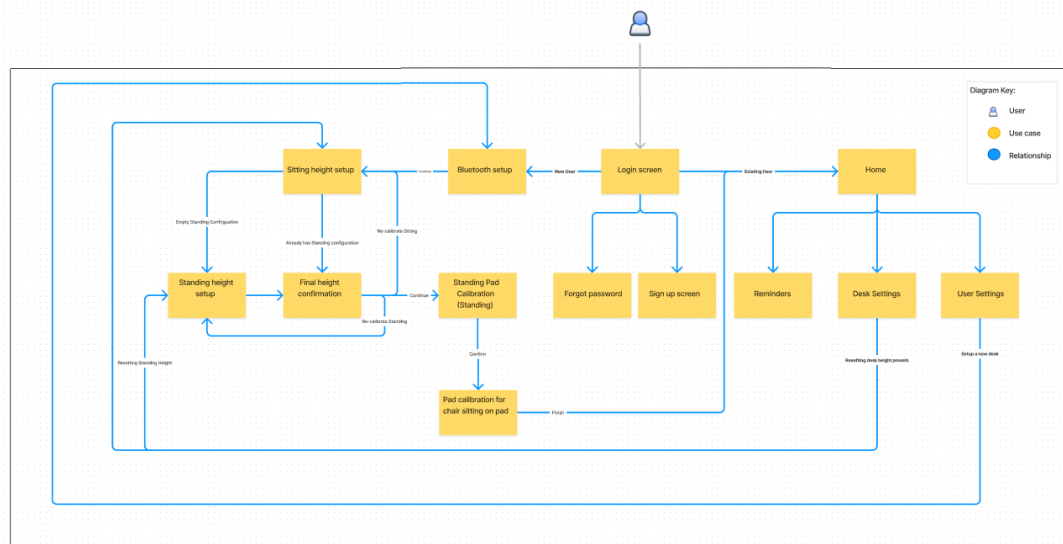 Diagram Key:
User
Use case
Relationship
Sitting height setup
Bluetooth setup
Login screen
Home
Continue
New User
Existing User
Empty Standing Configuation
Already has Standing configuration
Re-calibrate Sitting
Standing height
setup
Final height
confirmation
Continue
Standing Pad
Calibration
(Standing)
Forgot password
Sign up screen
Reminders
Desk Settings
User Settings
Re-calibrate Standing
Resetting Standing Height
Confirm
Resetting desk height presets
Setup a new desk
Pad calibration for
chair sitting on pad
Finish